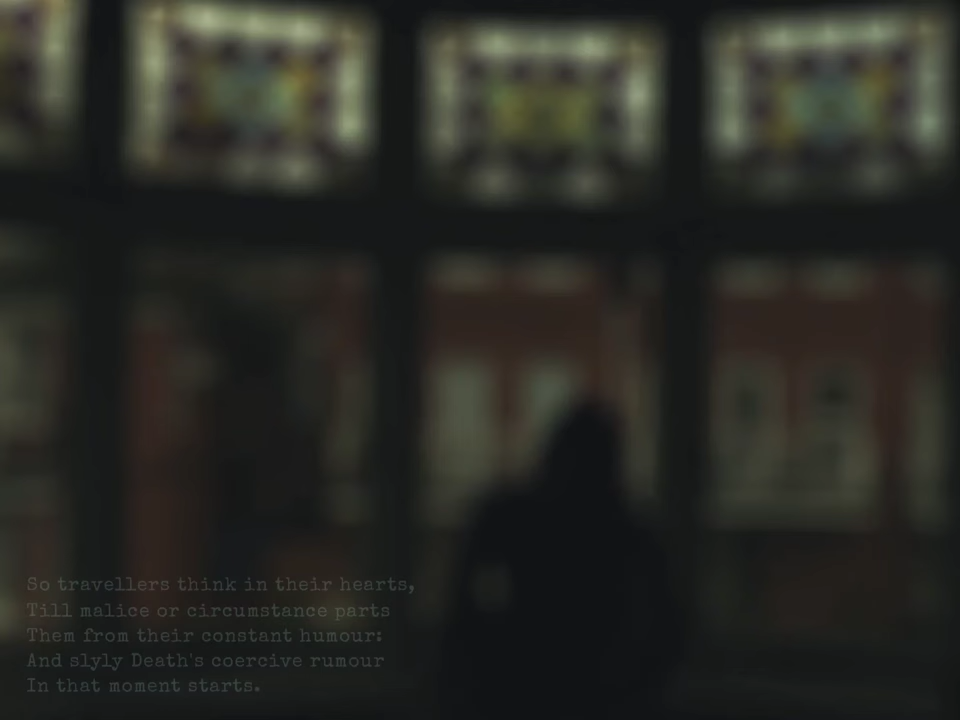 So travellers think in their hearts,
Till malice or circumstance parts
Them from their constant humour:
And slyly Death's coercive rumour
In that moment starts.